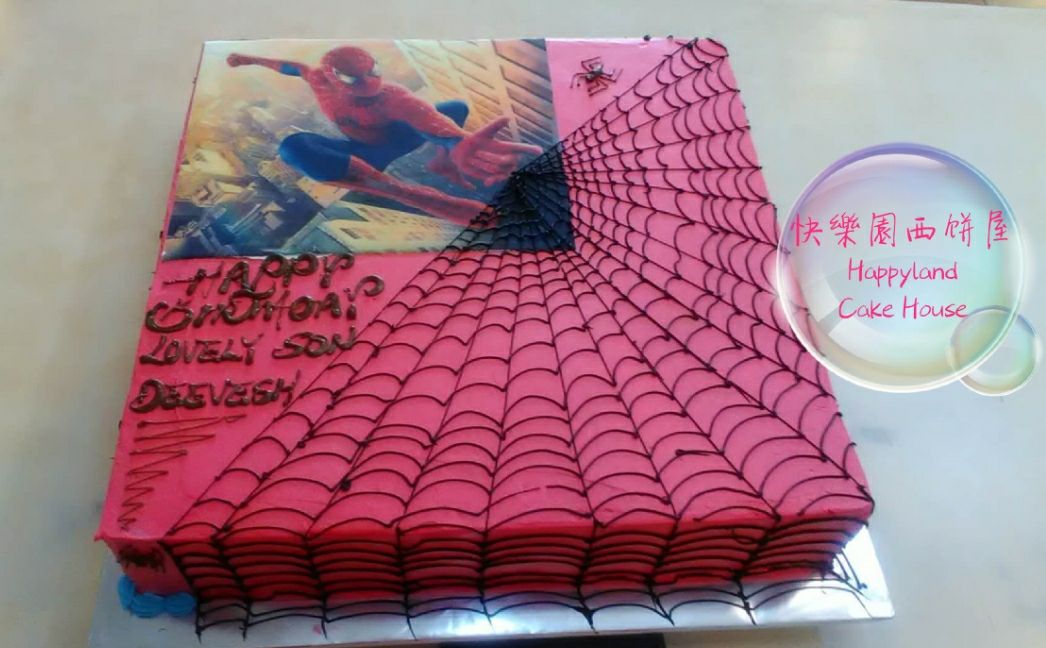 HAPPY
BIRTHDAY
LOVELY SON
DEEVESH
快樂園西餅屋
Happyland
Cake House